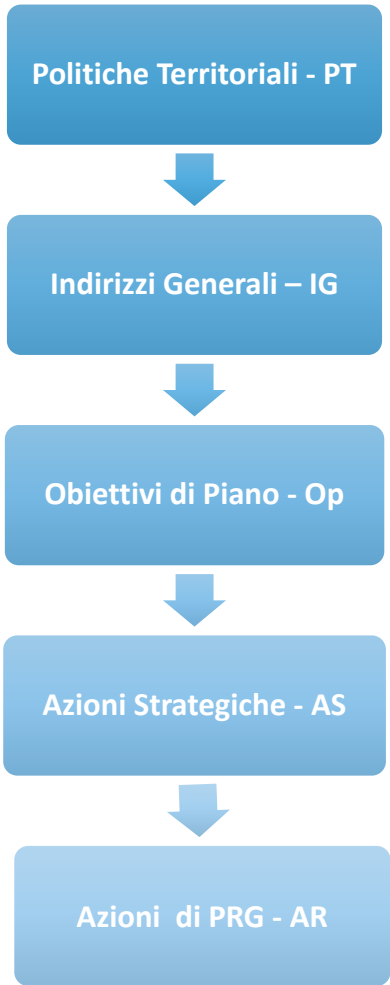 Politiche Territoriali - PT
Indirizzi Generali – IG
Obiettivi di Piano - Op
Azioni Strategiche - AS
Azioni di PRG - AR